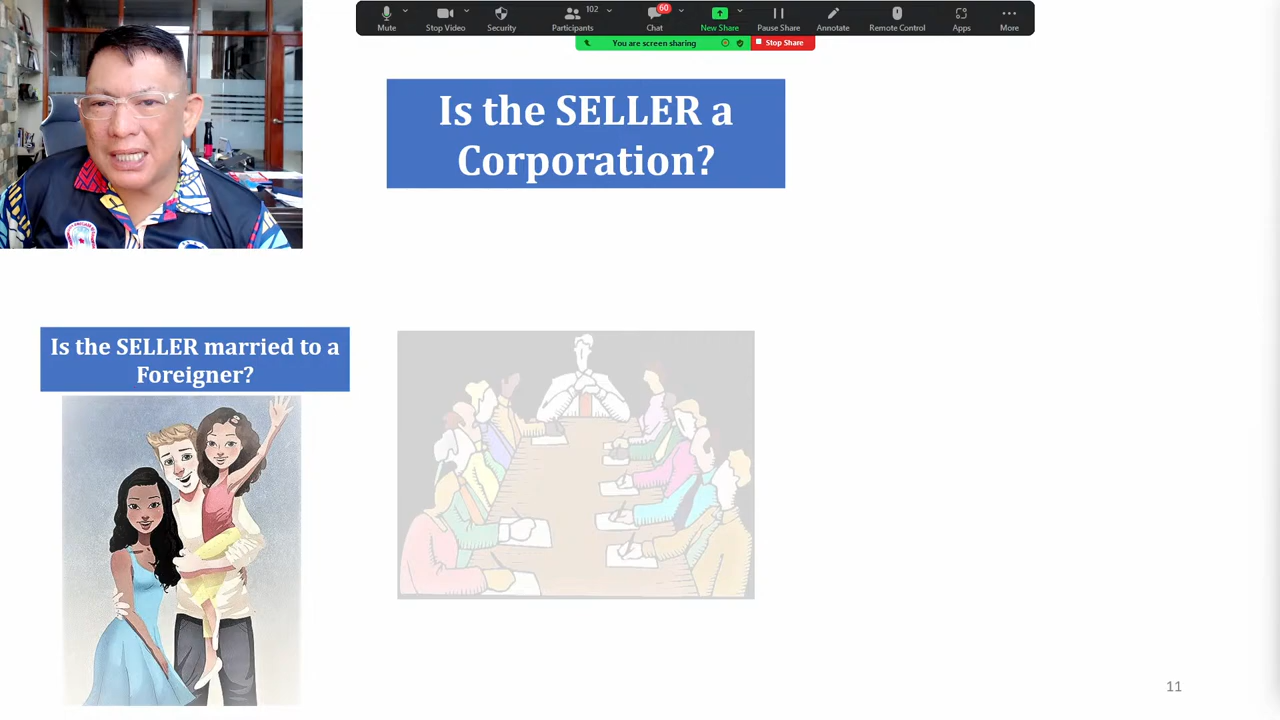 102
60
Mute
Stop Video
Security
Participants
Chat
New Share
Pause Share
Annotate
Remote Control
Apps
More
You are screen sharing
Stop Share
Is the SELLER a
Corporation?
Is the SELLER married to a
Foreigner?
11